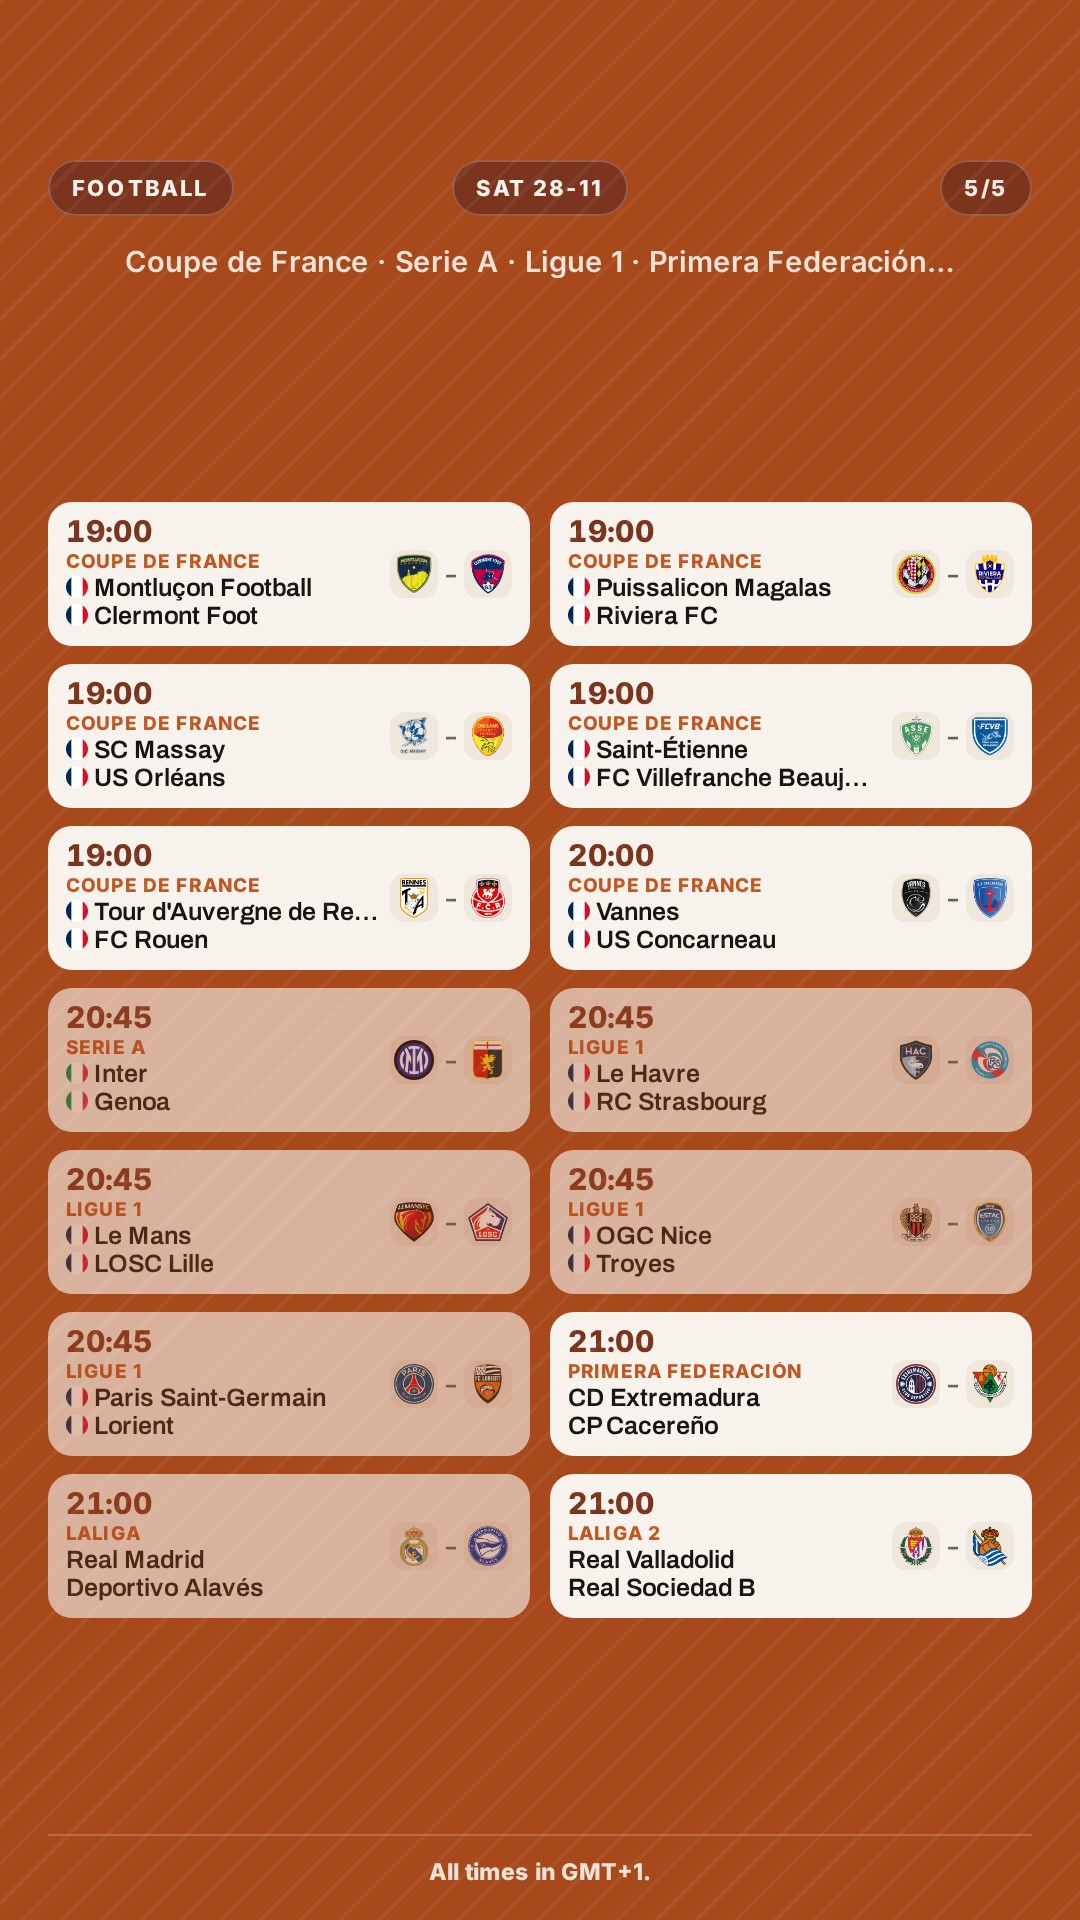 FOOTBALL
SAT 28-11
5/5
Coupe de France · Serie A · Ligue 1 · Primera Federación...
19:00
COUPE DE FRANCE
Montluçon Football
Clermont Foot
19:00
COUPE DE FRANCE
Puissalicon Magalas
Riviera FC
19:00
COUPE DE FRANCE
SC Massay
US Orléans
19:00
COUPE DE FRANCE
Saint-Étienne
FC Villefranche Beauj...
19:00
COUPE DE FRANCE
Tour d'Auvergne de Re...
FC Rouen
20:00
COUPE DE FRANCE
Vannes
US Concarneau
20:45
SERIE A
Inter
Genoa
20:45
LIGUE 1
Le Havre
RC Strasbourg
20:45
LIGUE 1
Le Mans
LOSC Lille
20:45
LIGUE 1
OGC Nice
Troyes
20:45
LIGUE 1
Paris Saint-Germain
Lorient
21:00
PRIMERA FEDERACIÓN
CD Extremadura
CP Cacereño
21:00
LALIGA
Real Madrid
Deportivo Alavés
21:00
LALIGA 2
Real Valladolid
Real Sociedad B
All times in GMT+1.